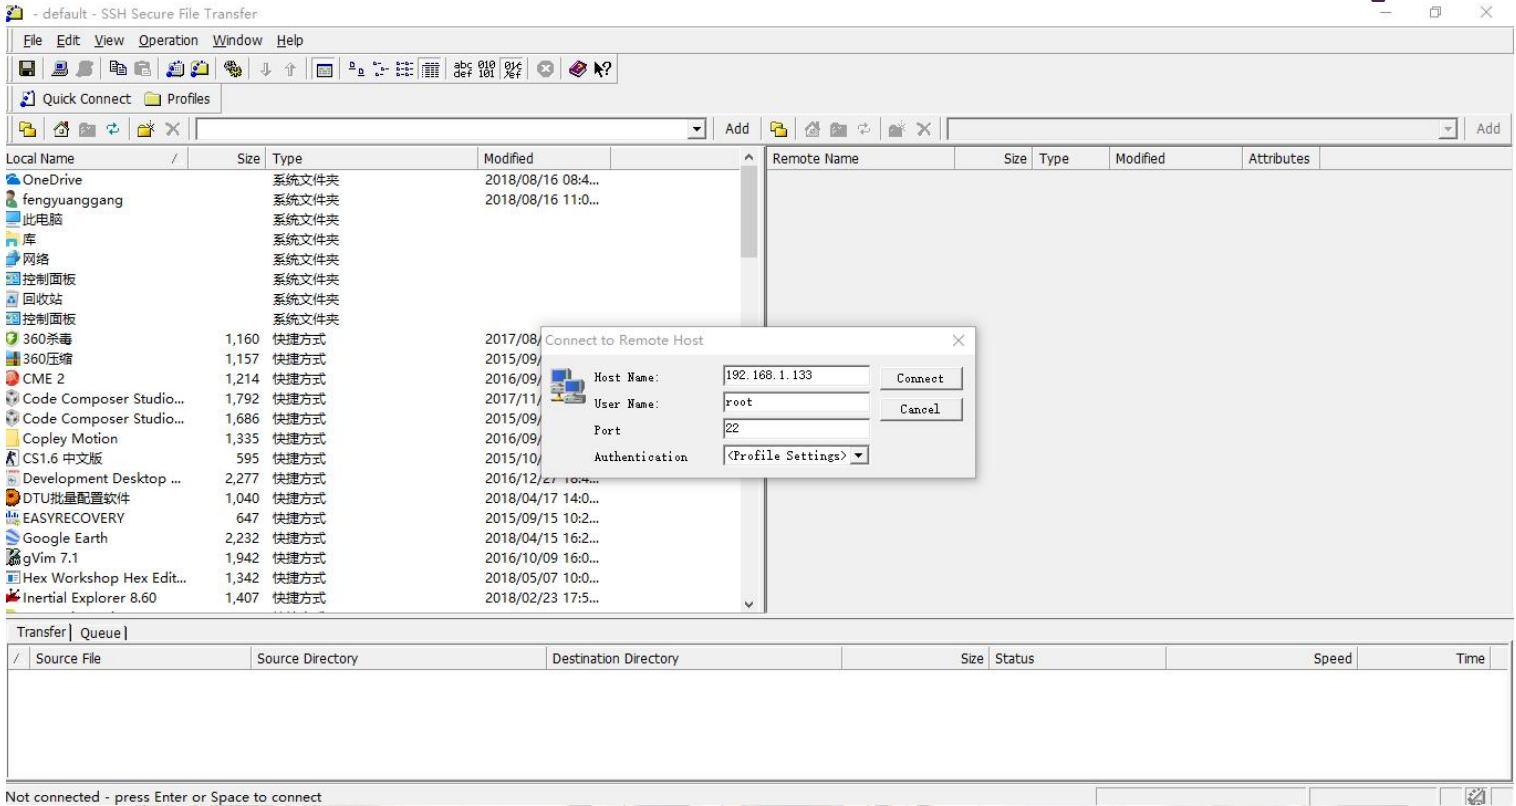 - default - SSH Secure File Transfer
File Edit View Operation Window Help
abc 010
def 101
Quick Connect Profiles
Add Add
Local Name / Size Type Modified Remote Name Size Type Modified Attributes
OneDrive 系统文件夹 2018/08/16 08:4...
fengyuanggang 系统文件夹 2018/08/16 11:0...
此电脑 系统文件夹
库 系统文件夹
网络 系统文件夹
控制面板 系统文件夹
回收站 系统文件夹
控制面板 系统文件夹
360杀毒 1,160 快捷方式 2017/08/
360压缩 1,157 快捷方式 2015/09/
CME 2 1,214 快捷方式 2016/09/
Code Composer Studio... 1,792 快捷方式 2017/11/
Code Composer Studio... 1,686 快捷方式 2015/09/
Copley Motion 1,335 快捷方式 2016/09/
CS1.6 中文版 595 快捷方式 2015/10/
Development Desktop ... 2,277 快捷方式 2016/12/27
DTU批量配置软件 1,040 快捷方式 2018/04/17 14:0...
EASYRECOVERY 647 快捷方式 2015/09/15 10:2...
Google Earth 2,232 快捷方式 2018/04/15 16:2...
gVim 7.1 1,942 快捷方式 2016/10/09 16:0...
Hex Workshop Hex Edit... 1,342 快捷方式 2018/05/07 10:0...
Inertial Explorer 8.60 1,407 快捷方式 2018/02/23 17:5...
Connect to Remote Host
Host Name: 192.168.1.133 Connect
User Name: root Cancel
Port 22
Authentication <Profile Settings>
Transfer Queue
/ Source File Source Directory Destination Directory Size Status Speed Time
Not connected - press Enter or Space to connect